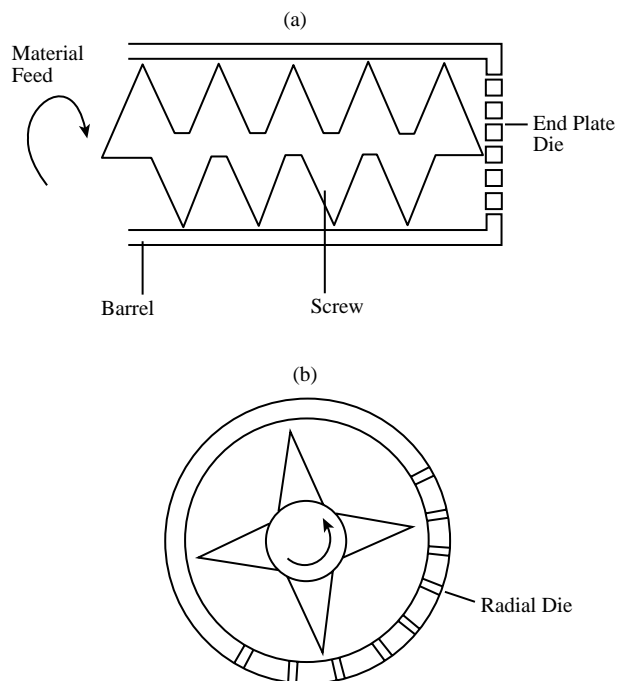 (a)
Material
Feed
End Plate
Die
Barrel
Screw
(b)
Radial Die